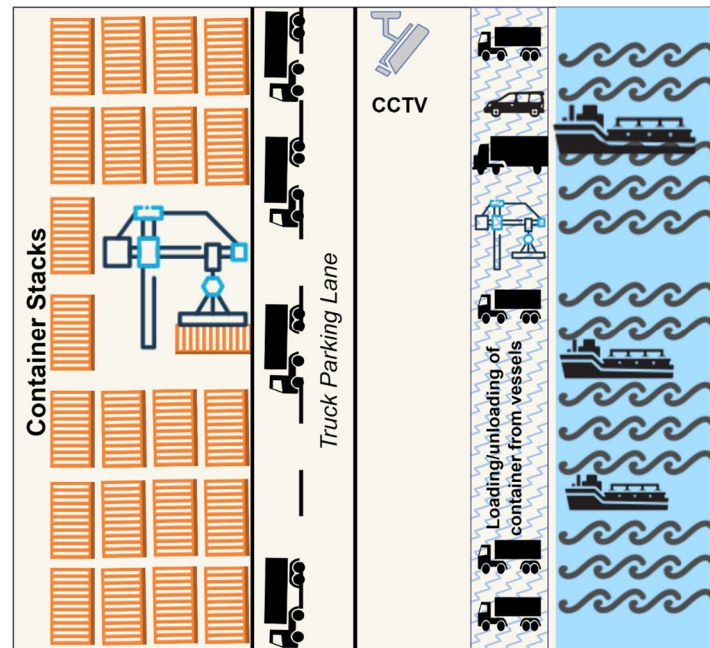 Container Stacks
Truck Parking Lane
CCTV
Loading/unloading of
container from vessels